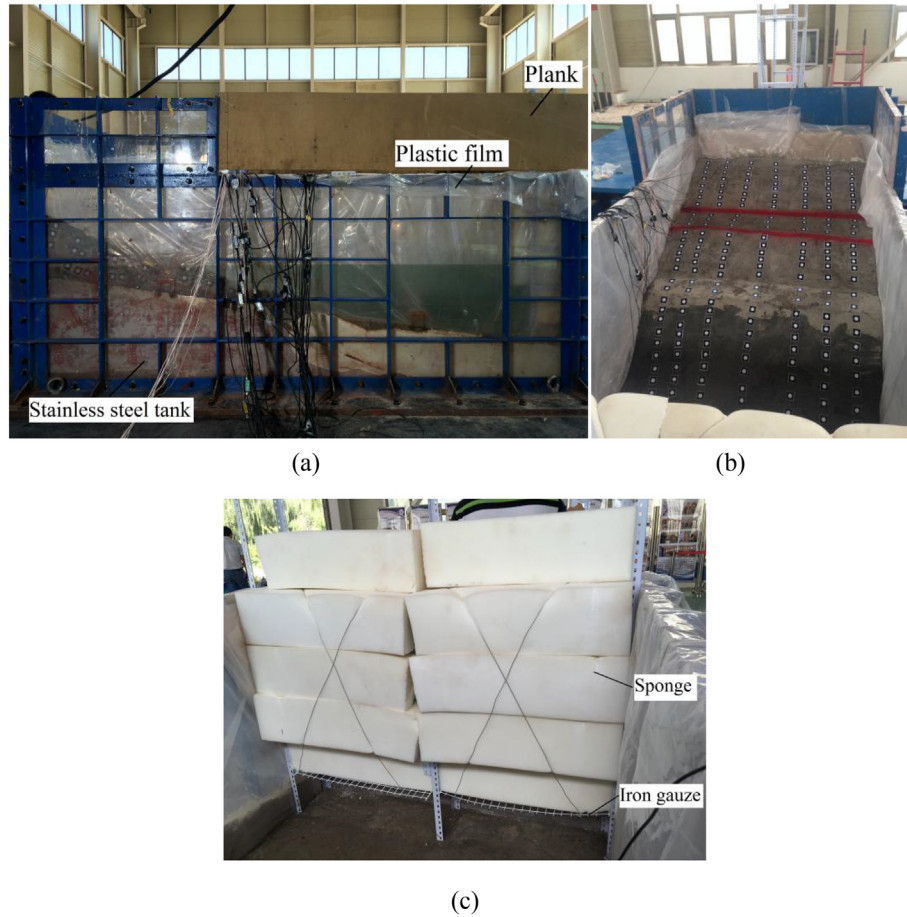 Plank
Plastic film
Stainless steel tank
(a)
(b)
Sponge
Iron gauze
(c)